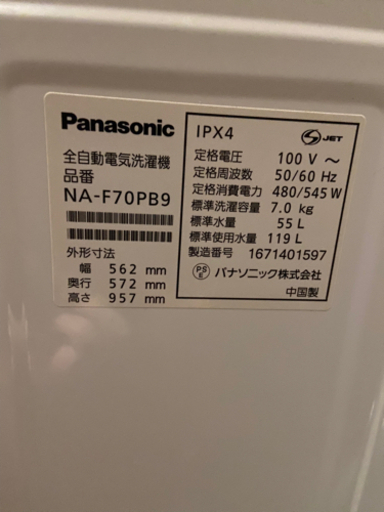 Panasonic
全自動電気洗濯機
品番
NA-F70PB9
外形寸法
幅 562 mm
奥行 572 mm
高さ 957 mm
IPX4
S JET
定格電圧 100 V ～
定格周波数 50/60 Hz
定格消費電力 480/545 W
標準洗濯容量 7.0 kg
標準水量 55 L
標準使用水量 119 L
製造番号 1671401597
PSE パナソニック株式会社
中国製